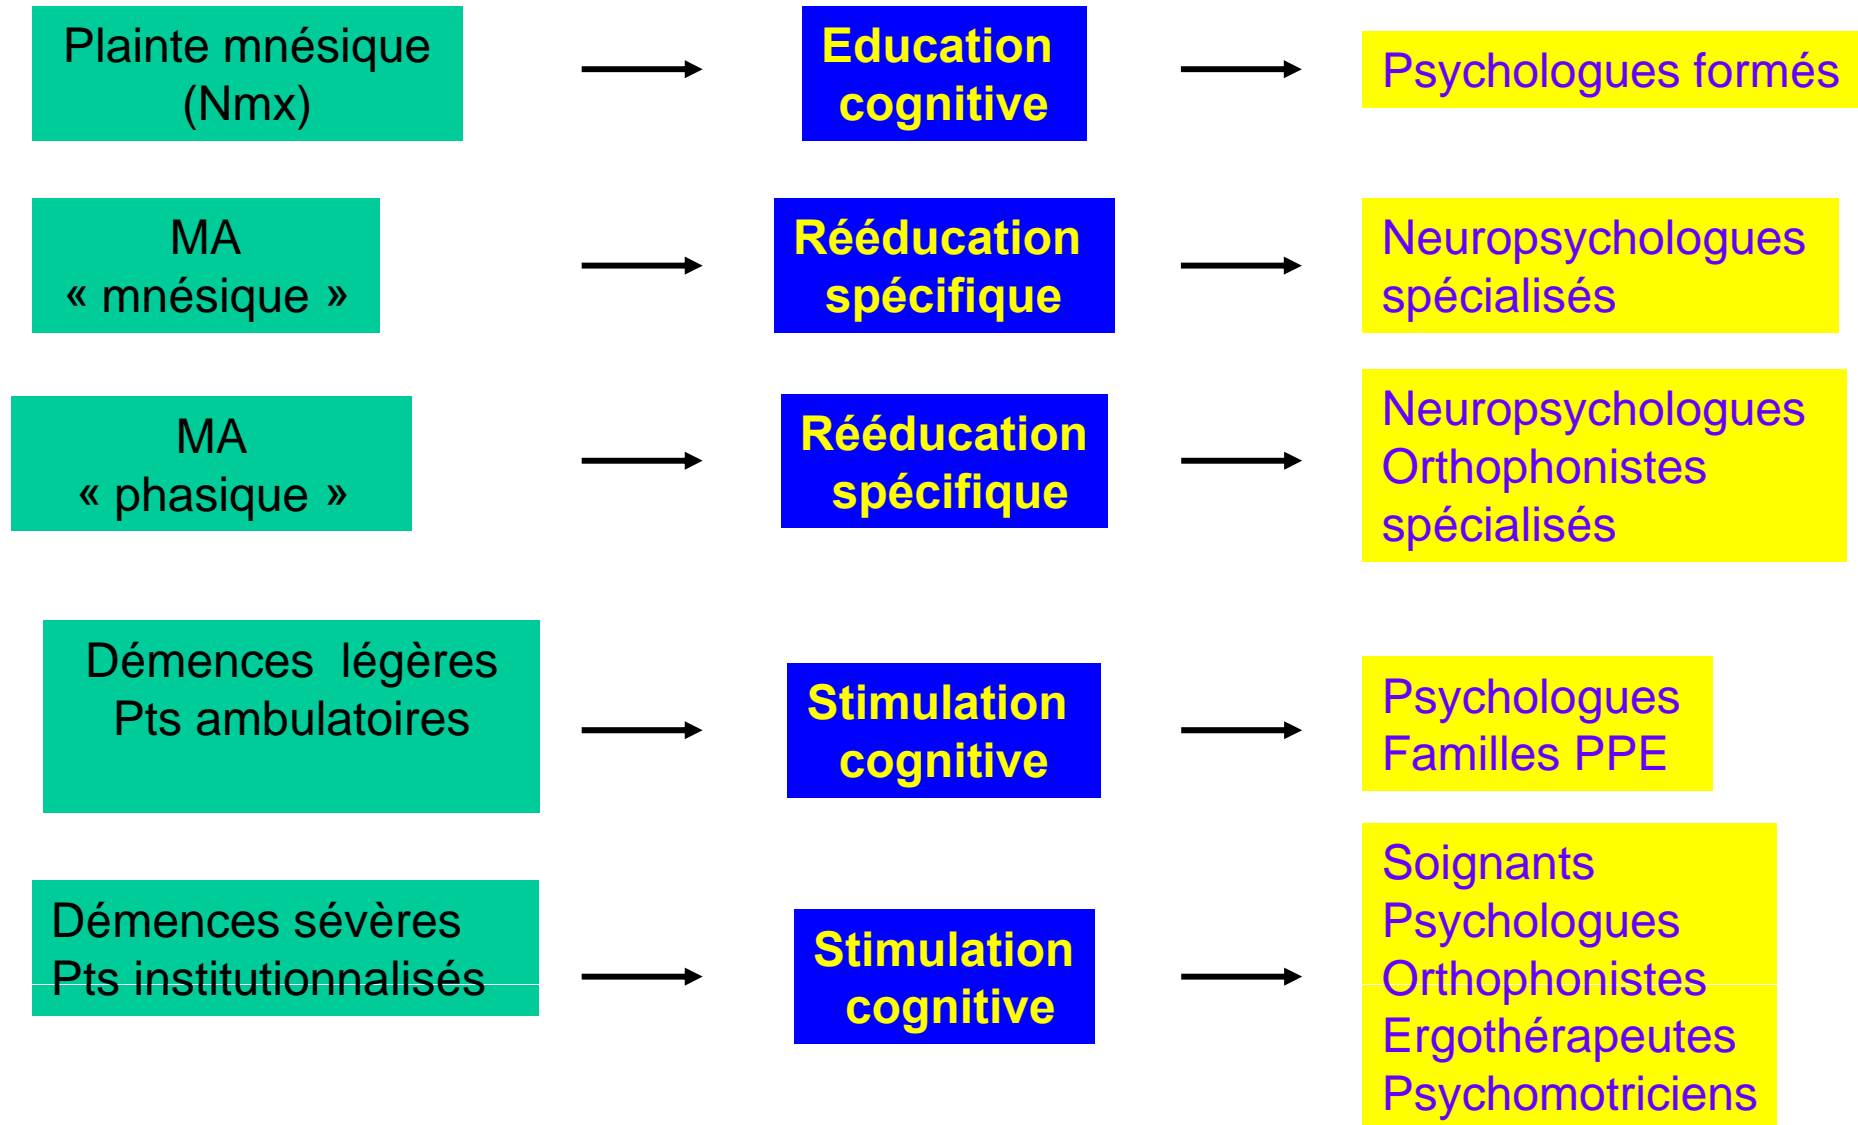 Plainte mnésique
(Nmx)
Education
cognitive
Psychologues formés
MA
« mnésique »
Rééducation
spécifique
Neuropsychologues
spécialisés
MA
« phasique »
Rééducation
spécifique
Neuropsychologues
Orthophonistes
spécialisés
Démences légères
Pts ambulatoires
Stimulation
cognitive
Psychologues
Familles PPE
Démences sévères
Pts institutionnalisés
Stimulation
cognitive
Soignants
Psychologues
Orthophonistes
Ergothérapeutes
Psychomotriciens